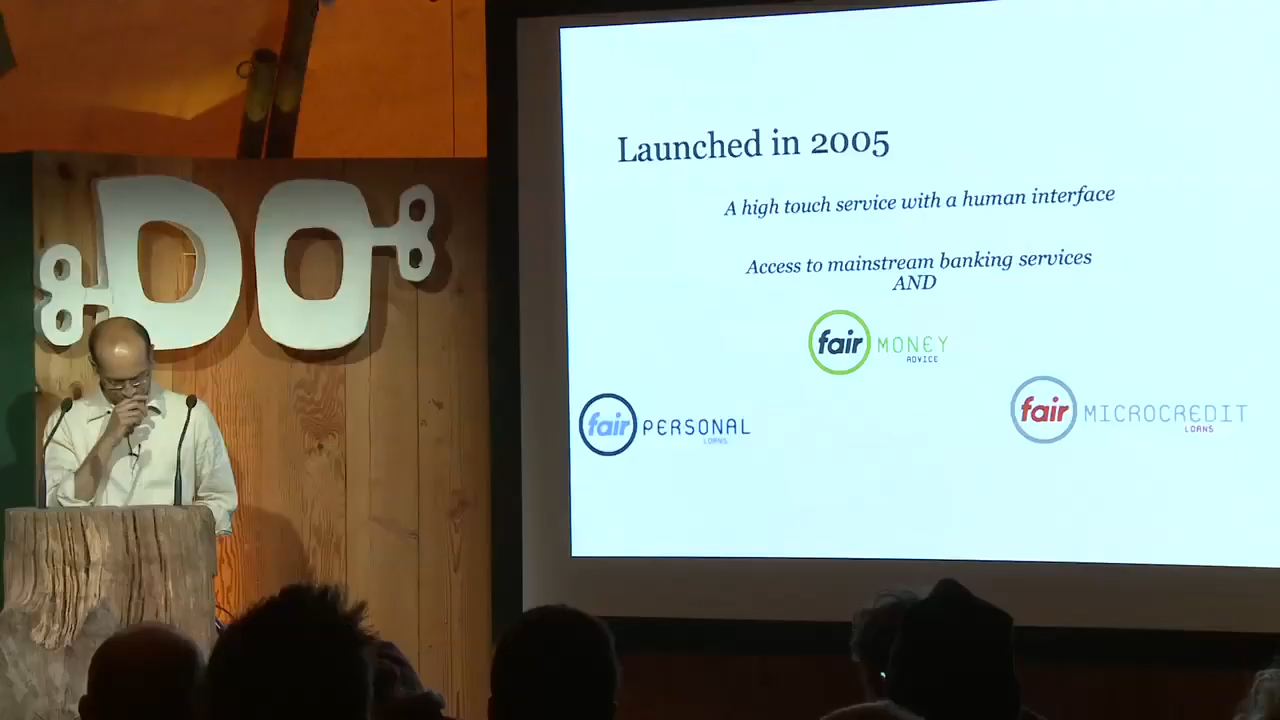 DO
Launched in 2005
A high touch service with a human interface
Access to mainstream banking services
AND
fair MONEY
ADVICE
fair PERSONAL
LOANS
fair MICROCREDIT
LOANS